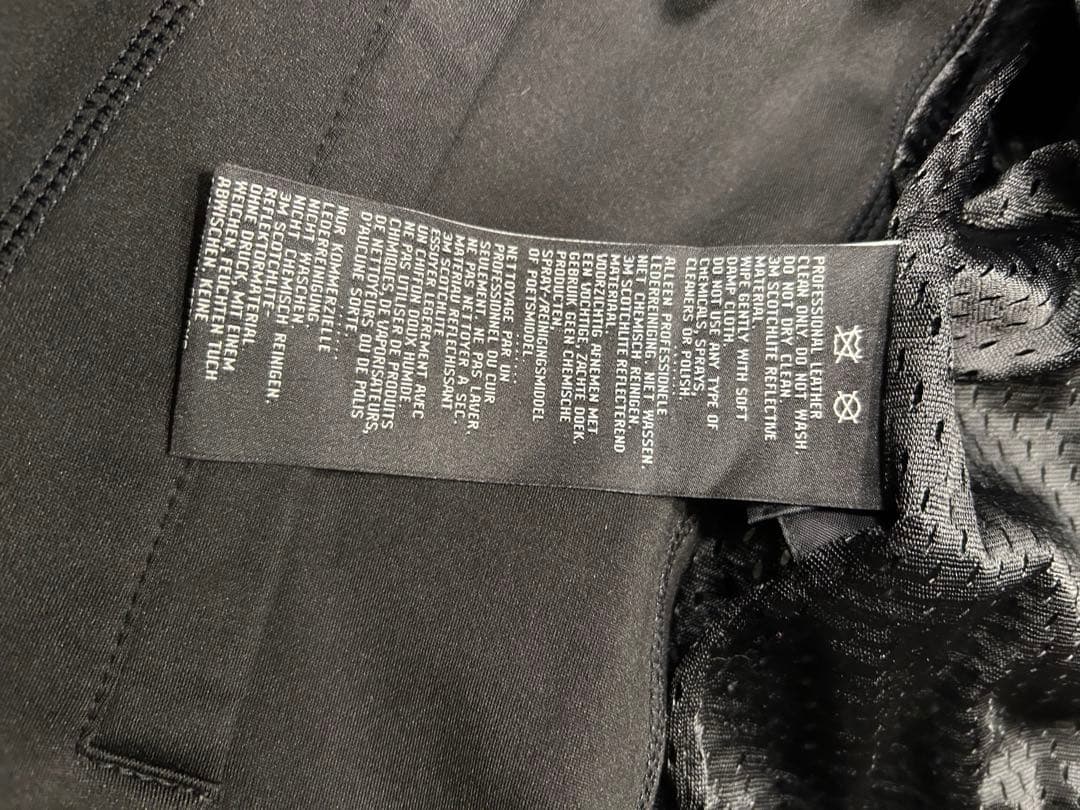 PROFESSIONAL LEATHER
CLEAN ONLY DO NOT WASH.
DO NOT DRY CLEAN
3M SCOTCHLITE REFLECTIVE
MATERIAL.
WIPE GENTLY WITH SOFT
DAMP CLOTH.
DO NOT USE ANY TYPE OF
CHEMICALS SPRAYS,
CLEANERS OR POLISH.
ALLEEN PROFESSIONELE
LEDERREINIGING, NIET WASSEN.
NIET CHEMISCH REINIGEN.
3M SCOTCHLITE REFLECTEREND
MATERIAAL.
VOORZICHTIG AFNEMEN MET
EEN VOCHTIGE, ZACHTE DOEK.
GEBRUIK GEEN CHEMISCHE
PRODUCTEN,
SPRAY-/REINIGINGSMIDDEL
OF POETSMIDDEL
NETTOYAGE PAR UN
PROFESSIONNEL DU CUIR
SEULEMENT, NE PAS LAVER.
NE PAS NETTOYER A SEC.
MATERIAU REFLECHISSANT
3M SCOTCHLITE.
ESSUYER LEGEREMENT AVEC
UN CHIFFON DOUX HUMIDE.
NE PAS UTILISER DE PRODUITS
CHIMIQUES, DE VAPORISATEURS,
DE NETTOYEURS OU DE POLIS
D'AUCUNE SORTE.
NUR KOMMERZIELLE
LEDERREINIGUNG
NICHT WASCHEN.
NICHT CHEMISCH REINIGEN.
3M SCOTCHLITE-
REFLEKTORMATERIAL
OHNE DRUCK MIT EINEM
WEICHEN, FEUCHTEN TUCH
ABWISCHEN. KEINE